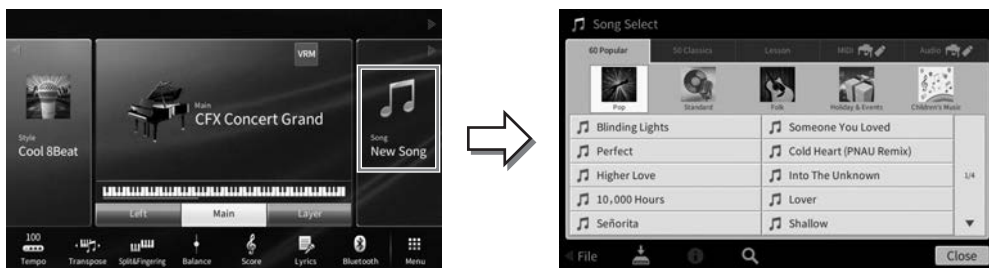 VRM
Main
CFX Concert Grand
Style
Cool 8Beat
Song
New Song
Left
Main
Layer
100
Tempo
Transpose
Split&Fingering
Balance
Score
Lyrics
Bluetooth
Menu
Song Select
60 Popular
50 Classics
Lesson
MIDI
Audio
Pop
Standard
Folk
Holiday & Events
Children's Music
Blinding Lights
Someone You Loved
Perfect
Cold Heart (PNAU Remix)
Higher Love
Into The Unknown
1/4
10,000 Hours
Lover
Señorita
Shallow
File
Close